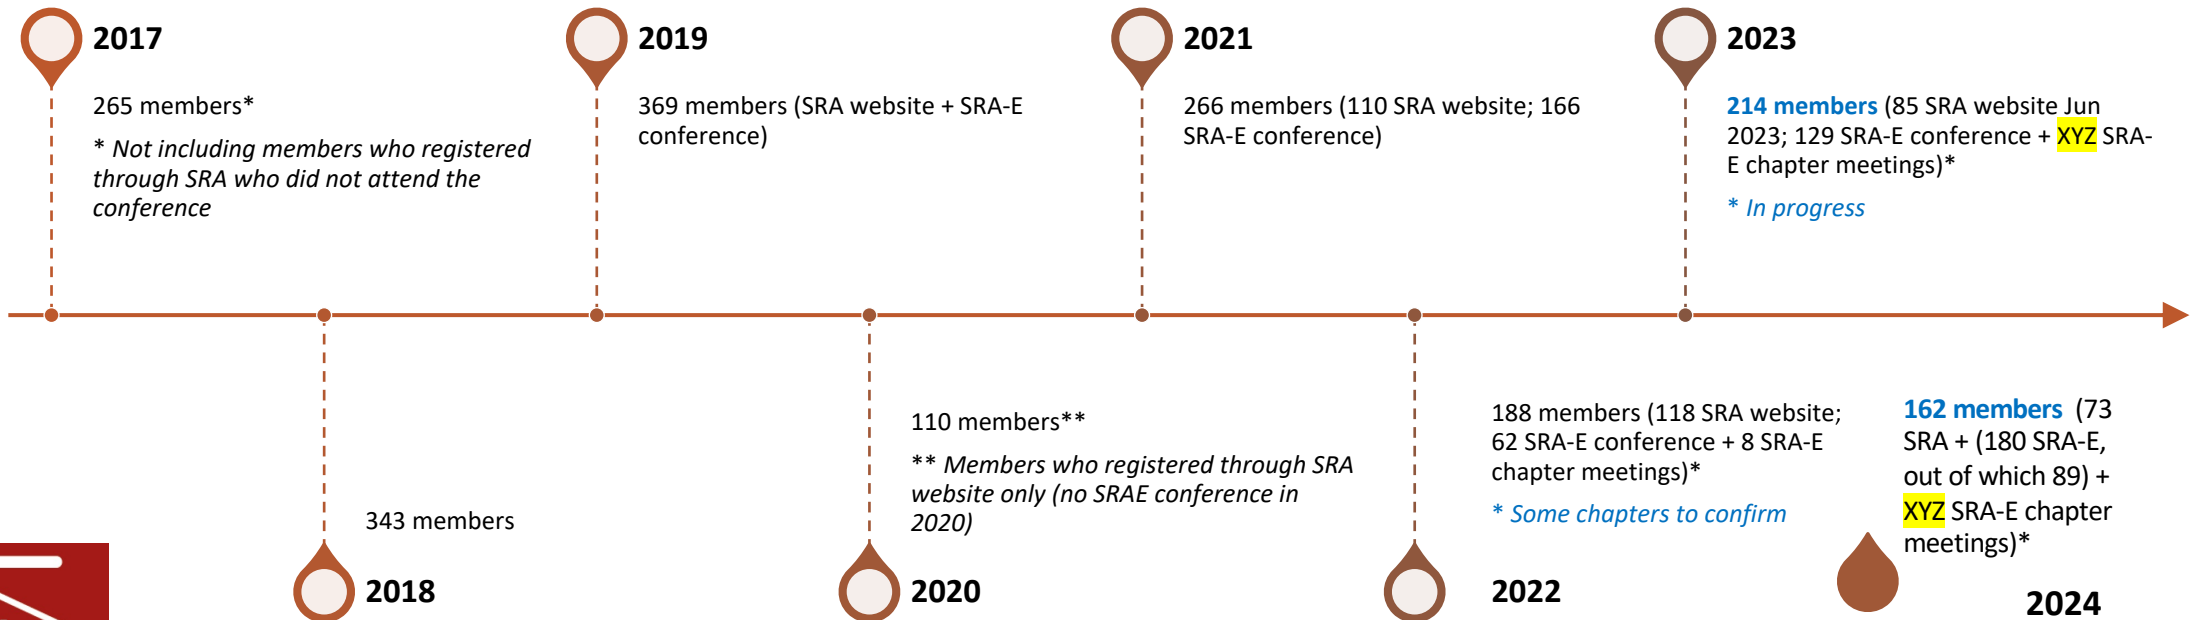 2017
265 members*
* Not including members who registered
through SRA who did not attend the
conference
2019
369 members (SRA website + SRA-E
conference)
2021
266 members (110 SRA website; 166
SRA-E conference)
2023
214 members (85 SRA website Jun
2023; 129 SRA-E conference + XYZ SRA-
E chapter meetings)*
* In progress
343 members
2018
110 members**
** Members who registered through SRA
website only (no SRAE conference in
2020)
2020
188 members (118 SRA website;
62 SRA-E conference + 8 SRA-E
chapter meetings)*
* Some chapters to confirm
2022
162 members (73
SRA + (180 SRA-E,
out of which 89) +
XYZ SRA-E chapter
meetings)*
2024